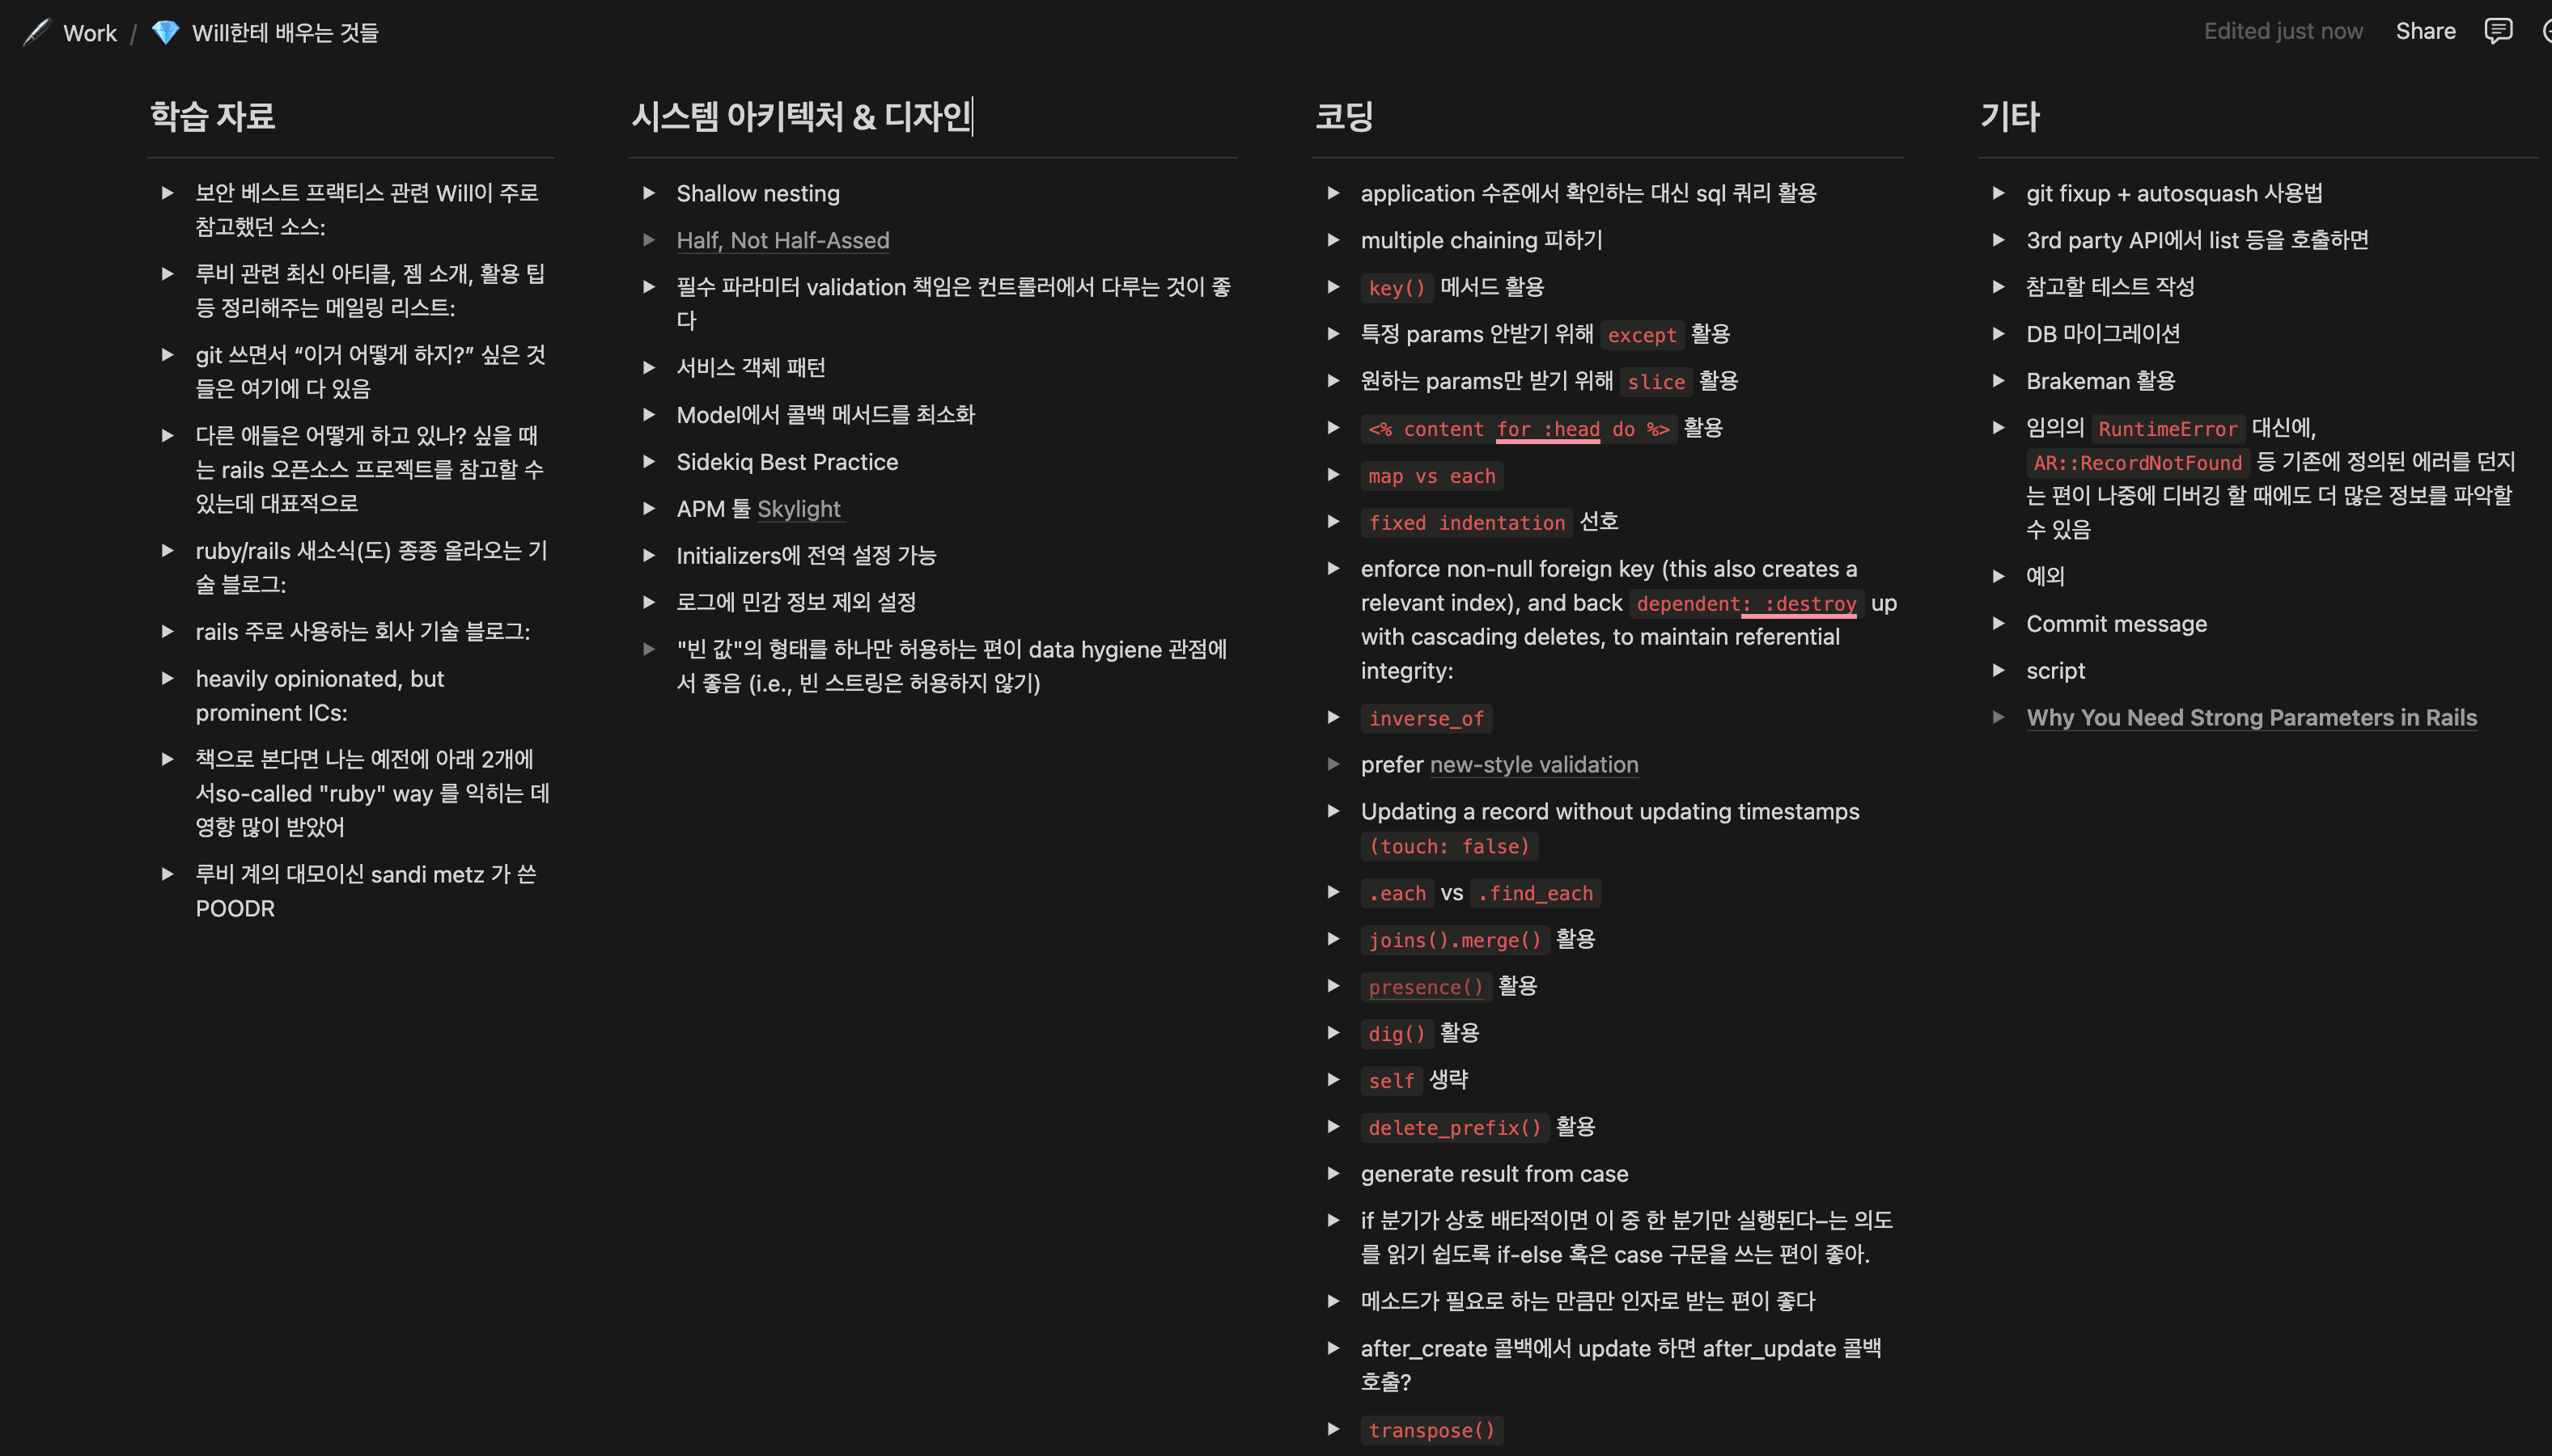 Work / Will한테 배우는 것들
Edited just now Share
학습 자료
보안 베스트 프랙티스 관련 Will이 주로
참고했던 소스:
루비 관련 최신 아티클, 젬 소개, 활용 팁
등 정리해주는 메일링 리스트:
git 쓰면서 “이거 어떻게 하지?” 싶은 것
들은 여기에 다 있음
다른 애들은 어떻게 하고 있나? 싶을 때
는 rails 오픈소스 프로젝트를 참고할 수
있는데 대표적으로
ruby/rails 새소식(도) 종종 올라오는 기
술 블로그:
rails 주로 사용하는 회사 기술 블로그:
heavily opinionated, but
prominent ICs:
책으로 본다면 나는 예전에 아래 2개에
서so-called "ruby" way 를 익히는 데
영향 많이 받았어
루비 계의 대모이신 sandi metz 가 쓴
POODR
시스템 아키텍처 & 디자인
Shallow nesting
Half, Not Half-Assed
필수 파라미터 validation 책임은 컨트롤러에서 다루는 것이 좋
다
서비스 객체 패턴
Model에서 콜백 메서드를 최소화
Sidekiq Best Practice
APM 툴 Skylight
Initializers에 전역 설정 가능
로그에 민감 정보 제외 설정
"빈 값"의 형태를 하나만 허용하는 편이 data hygiene 관점에
서 좋음 (i.e., 빈 스트링은 허용하지 않기)
코딩
application 수준에서 확인하는 대신 sql 쿼리 활용
multiple chaining 피하기
key() 메서드 활용
특정 params 안받기 위해 except 활용
원하는 params만 받기 위해 slice 활용
<% content for :head do %> 활용
map vs each
fixed indentation 선호
enforce non-null foreign key (this also creates a
relevant index), and back dependent: :destroy up
with cascading deletes, to maintain referential
integrity:
inverse_of
prefer new-style validation
Updating a record without updating timestamps
(touch: false)
.each vs .find_each
joins().merge() 활용
presence() 활용
dig() 활용
self 생략
delete_prefix() 활용
generate result from case
if 분기가 상호 배타적이면 이 중 한 분기만 실행된다–는 의도
를 읽기 쉽도록 if-else 혹은 case 구문을 쓰는 편이 좋아.
메소드가 필요로 하는 만큼만 인자로 받는 편이 좋다
after_create 콜백에서 update 하면 after_update 콜백
호출?
transpose()
기타
git fixup + autosquash 사용법
3rd party API에서 list 등을 호출하면
참고할 테스트 작성
DB 마이그레이션
Brakeman 활용
임의의 RuntimeError 대신에,
AR::RecordNotFound 등 기존에 정의된 에러를 던지
는 편이 나중에 디버깅 할 때에도 더 많은 정보를 파악할
수 있음
예외
Commit message
script
Why You Need Strong Parameters in Rails